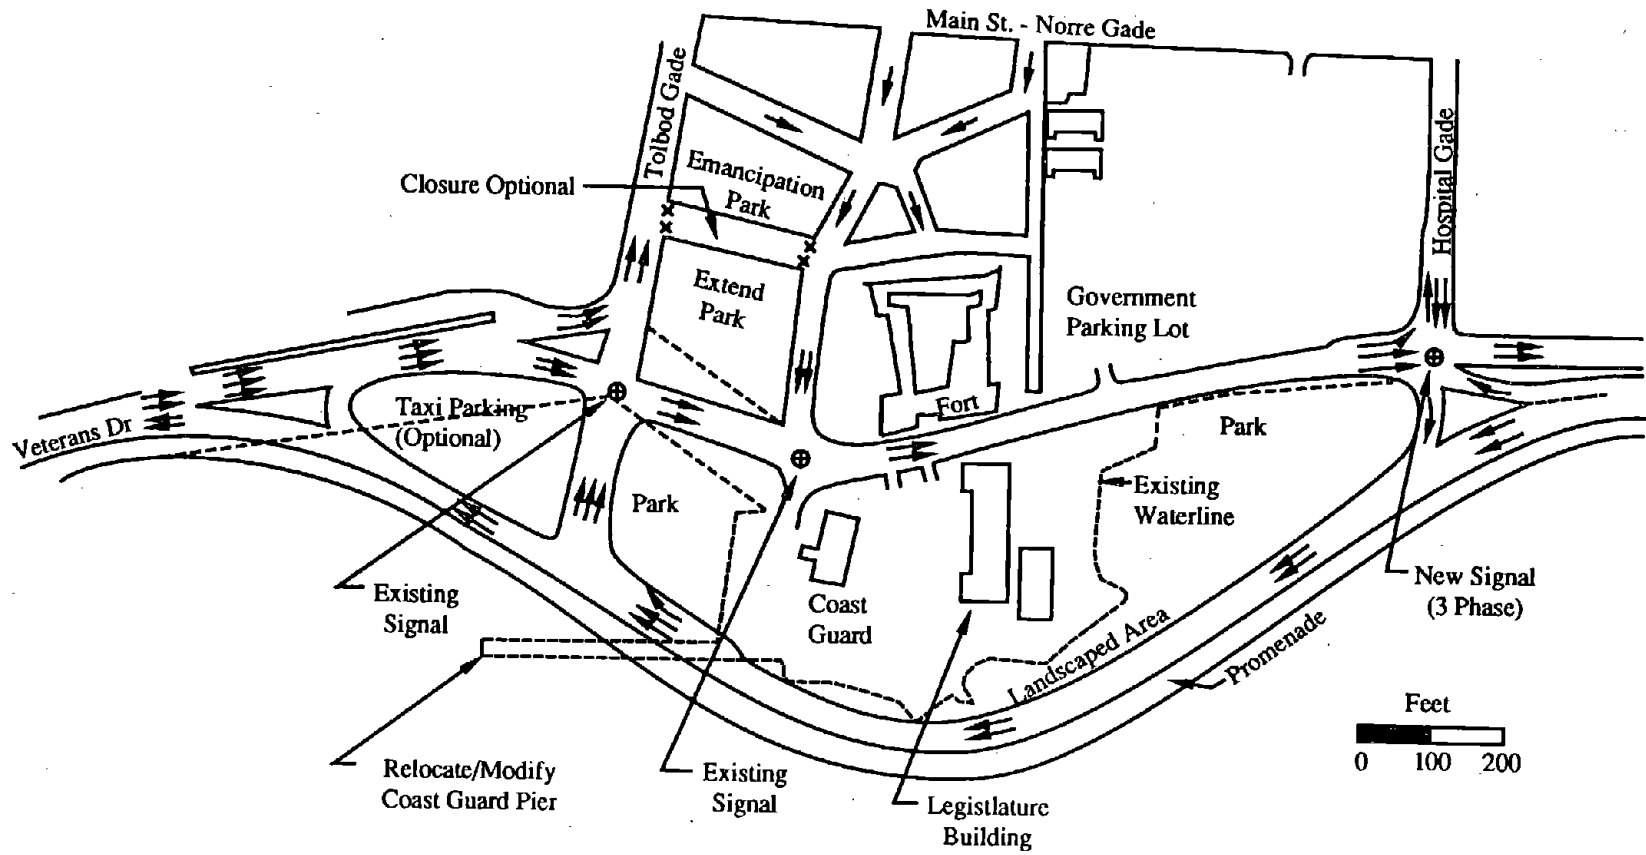 Main St. - Norre Gade
Tolbod Gade
Hospital Gade
Closure Optional
Emancipation
Park
Extend
Park
Government
Parking Lot
Veterans Dr
Taxi Parking
(Optional)
Fort
Park
Park
Existing
Waterline
Existing
Signal
Coast
Guard
New Signal
(3 Phase)
Landscaped Area
Promenade
Relocate/Modify
Coast Guard Pier
Existing
Signal
Legistlature
Building
Feet
0 100 200